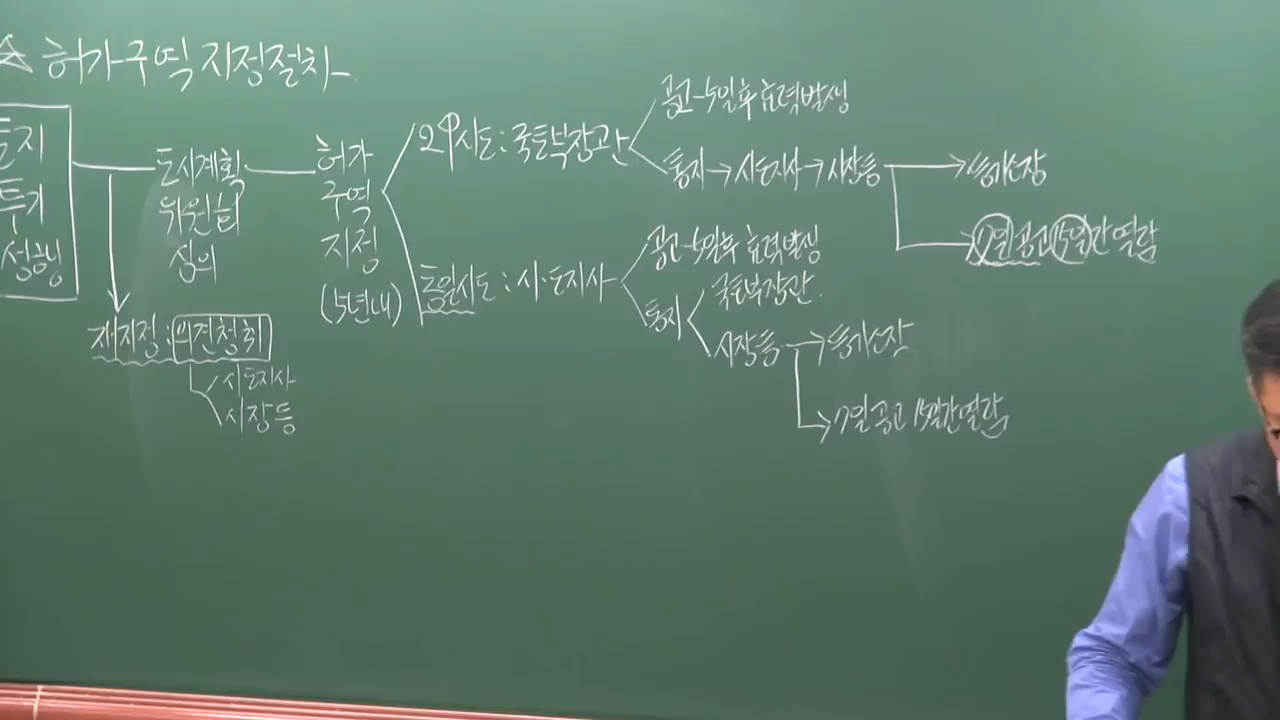 ☆ 허가구역 지정절차
토지
투기
성행
도시계획
위원회
심의
재지정 : 의견청취
시·도지사
시장등
허가
구역
지정
(5년내)
2이상시·도 : 국토부장관
공고 - 5일후 효력발생
통지 → 시·도지사 → 시장등
등기소장
7일 공고 15일간 열람
동일시도 : 시·도지사
공고 - 5일후 효력발생
통지
국토부장관
시장등
등기소장
7일 공고 15일간 열람